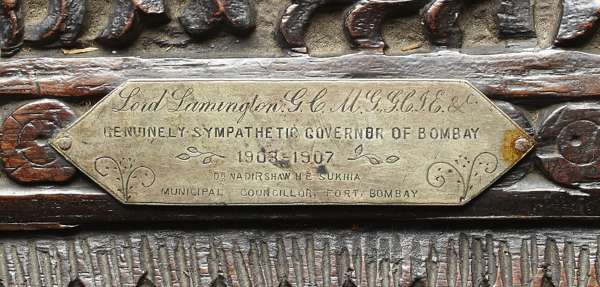 Lord Lamington. G. C. M. G. G. C. I. E. &c
GENUINELY SYMPATHETIC GOVERNOR OF BOMBAY
1903-1907
DR NADIRSHAW H E SUKHIA
MUNICIPAL COUNCILLOR, FORT, BOMBAY